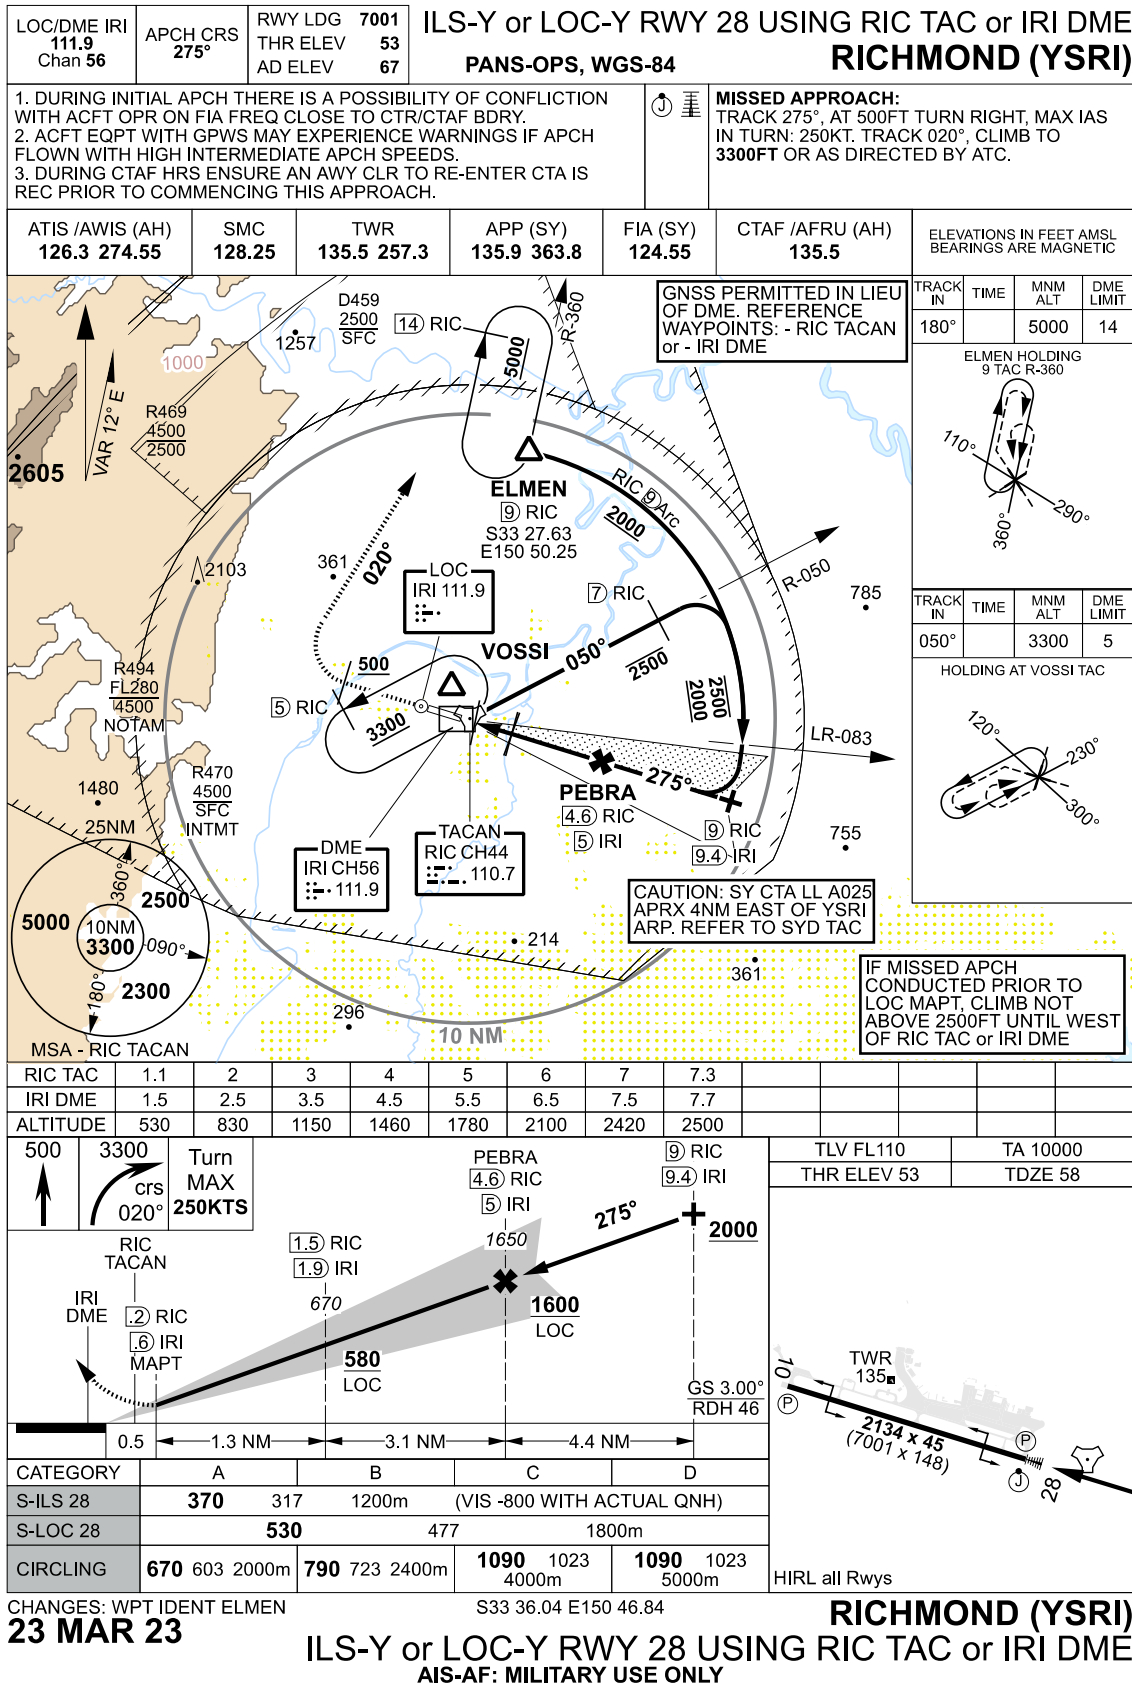 LOC/DME IRI
111.9
Chan 56
APCH CRS
275°
RWY LDG 7001
THR ELEV 53
AD ELEV 67
ILS-Y or LOC-Y RWY 28 USING RIC TAC or IRI DME
PANS-OPS, WGS-84
RICHMOND (YSRI)
1. DURING INITIAL APCH THERE IS A POSSIBILITY OF CONFLICTION
WITH ACFT OPR ON FIA FREQ CLOSE TO CTR/CTAF BDRY.
2. ACFT EQPT WITH GPWS MAY EXPERIENCE WARNINGS IF APCH
FLOWN WITH HIGH INTERMEDIATE APCH SPEEDS.
3. DURING CTAF HRS ENSURE AN AWY CLR TO RE-ENTER CTA IS
REC PRIOR TO COMMENCING THIS APPROACH.
J
MISSED APPROACH:
TRACK 275°, AT 500FT TURN RIGHT, MAX IAS
IN TURN: 250KT. TRACK 020°, CLIMB TO
3300FT OR AS DIRECTED BY ATC.
ATIS /AWIS (AH)
126.3 274.55
SMC
128.25
TWR
135.5 257.3
APP (SY)
135.9 363.8
FIA (SY)
124.55
CTAF /AFRU (AH)
135.5
ELEVATIONS IN FEET AMSL
BEARINGS ARE MAGNETIC
GNSS PERMITTED IN LIEU
OF DME. REFERENCE
WAYPOINTS: - RIC TACAN
or - IRI DME
D459
2500
SFC
1257
14 RIC
5000
R-360
1000
VAR 12° E
R469
4500
2500
2605
ELMEN
9 RIC
S33 27.63
E150 50.25
RIC 9 Arc
2000
2103
361
020°
LOC
IRI 111.9
7 RIC
R-050
785
VOSSI
050°
2500
500
5 RIC
3300
2500
2000
LR-083
R494
FL280
4500
NOTAM
R470
4500
SFC
INTMT
1480
275°
PEBRA
4.6 RIC
5 IRI
9 RIC
9.4 IRI
755
DME
IRI CH56
111.9
TACAN
RIC CH44
110.7
25NM
360°
2500
5000
10NM
3300
090°
180°
2300
MSA - RIC TACAN
214
296
361
10 NM
CAUTION: SY CTA LL A025
APRX 4NM EAST OF YSRI
ARP. REFER TO SYD TAC
IF MISSED APCH
CONDUCTED PRIOR TO
LOC MAPT, CLIMB NOT
ABOVE 2500FT UNTIL WEST
OF RIC TAC or IRI DME
TRACK IN TIME MNM ALT DME LIMIT
180° 5000 14
ELMEN HOLDING
9 TAC R-360
110°
290°
360°
TRACK IN TIME MNM ALT DME LIMIT
050° 3300 5
HOLDING AT VOSSI TAC
120°
230°
300°
RIC TAC 1.1 2 3 4 5 6 7 7.3
IRI DME 1.5 2.5 3.5 4.5 5.5 6.5 7.5 7.7
ALTITUDE 530 830 1150 1460 1780 2100 2420 2500
500
3300
crs
020°
Turn
MAX
250KTS
PEBRA
4.6 RIC
5 IRI
1650
9 RIC
9.4 IRI
275°
2000
RIC
TACAN
1.5 RIC
1.9 IRI
670
IRI
DME
.2 RIC
.6 IRI
MAPT
1600
LOC
580
LOC
GS 3.00°
RDH 46
0.5
1.3 NM
3.1 NM
4.4 NM
TLV FL110
TA 10000
THR ELEV 53
TDZE 58
10
P
TWR
135
2134 x 45
(7001 x 148)
P
J
28
HIRL all Rwys
CATEGORY A B C D
S-ILS 28 370 317 1200m (VIS -800 WITH ACTUAL QNH)
S-LOC 28 530 477 1800m
CIRCLING 670 603 2000m 790 723 2400m 1090 1023 4000m 1090 1023 5000m
CHANGES: WPT IDENT ELMEN
S33 36.04 E150 46.84
RICHMOND (YSRI)
23 MAR 23
ILS-Y or LOC-Y RWY 28 USING RIC TAC or IRI DME
AIS-AF: MILITARY USE ONLY